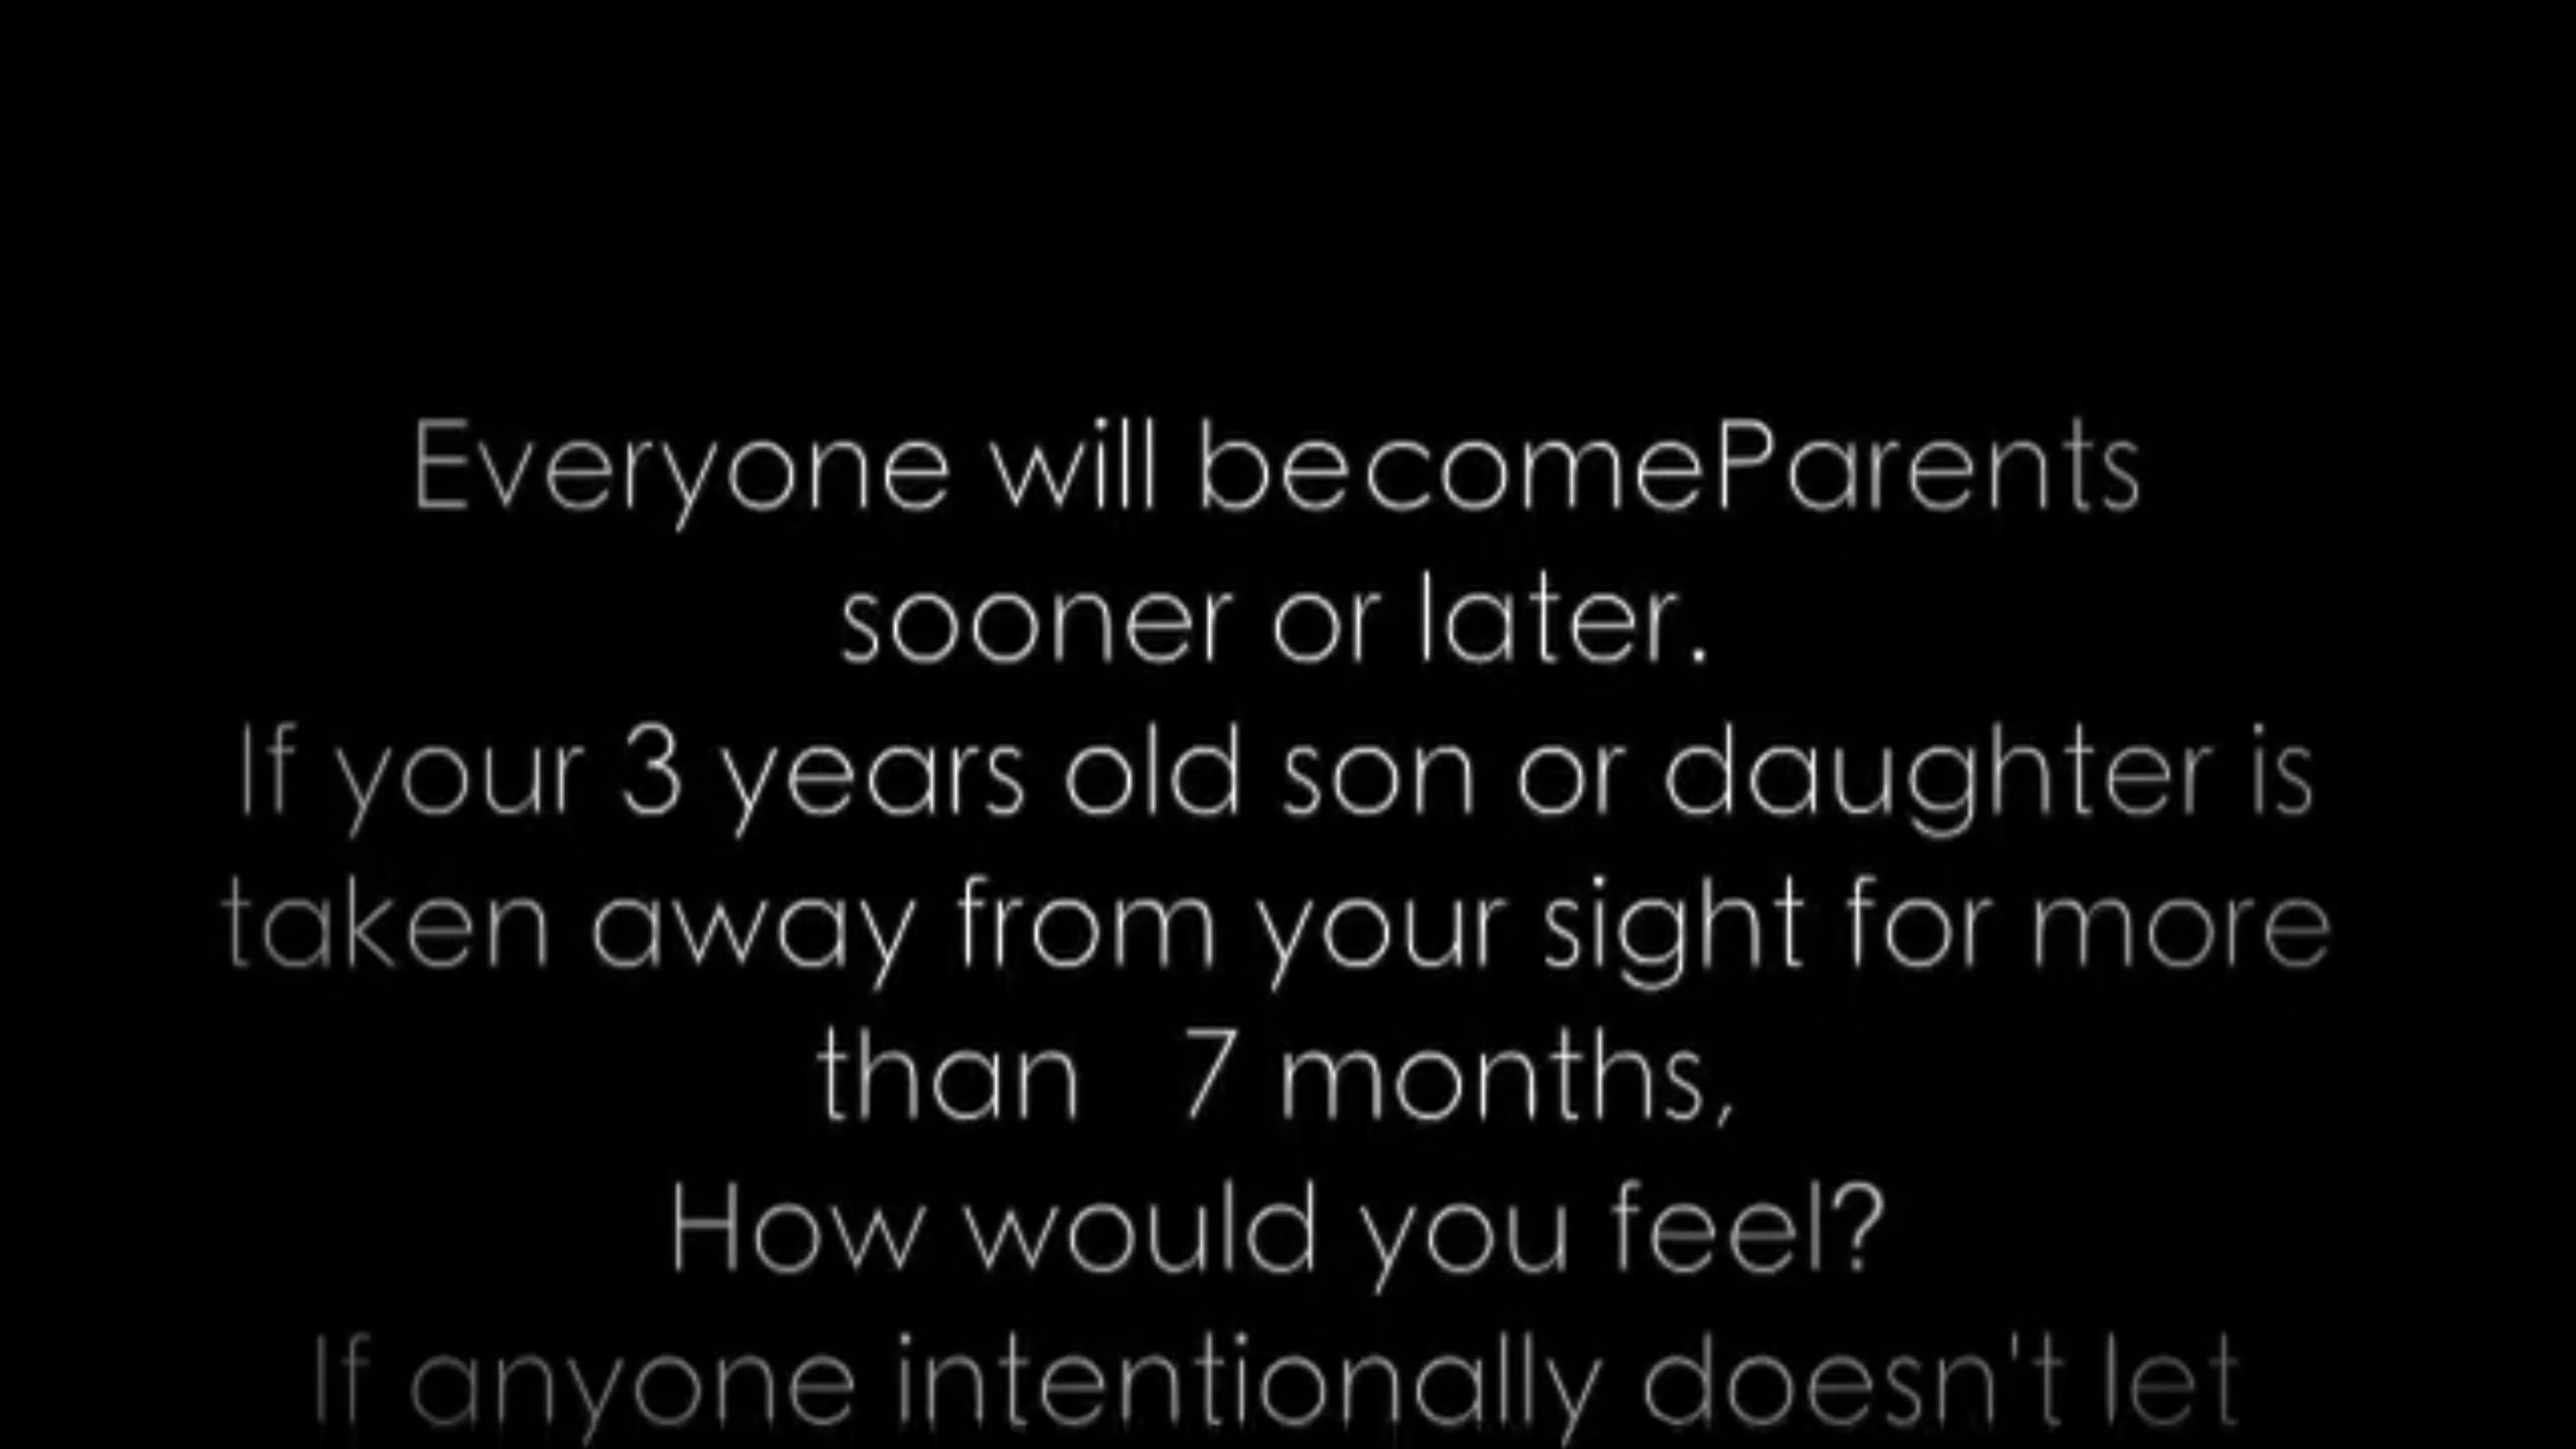 Everyone will becomeParents
sooner or later.
If your 3 years old son or daughter is
taken away from your sight for more
than   7 months,
How would you feel?
If anyone intentionally doesn't let